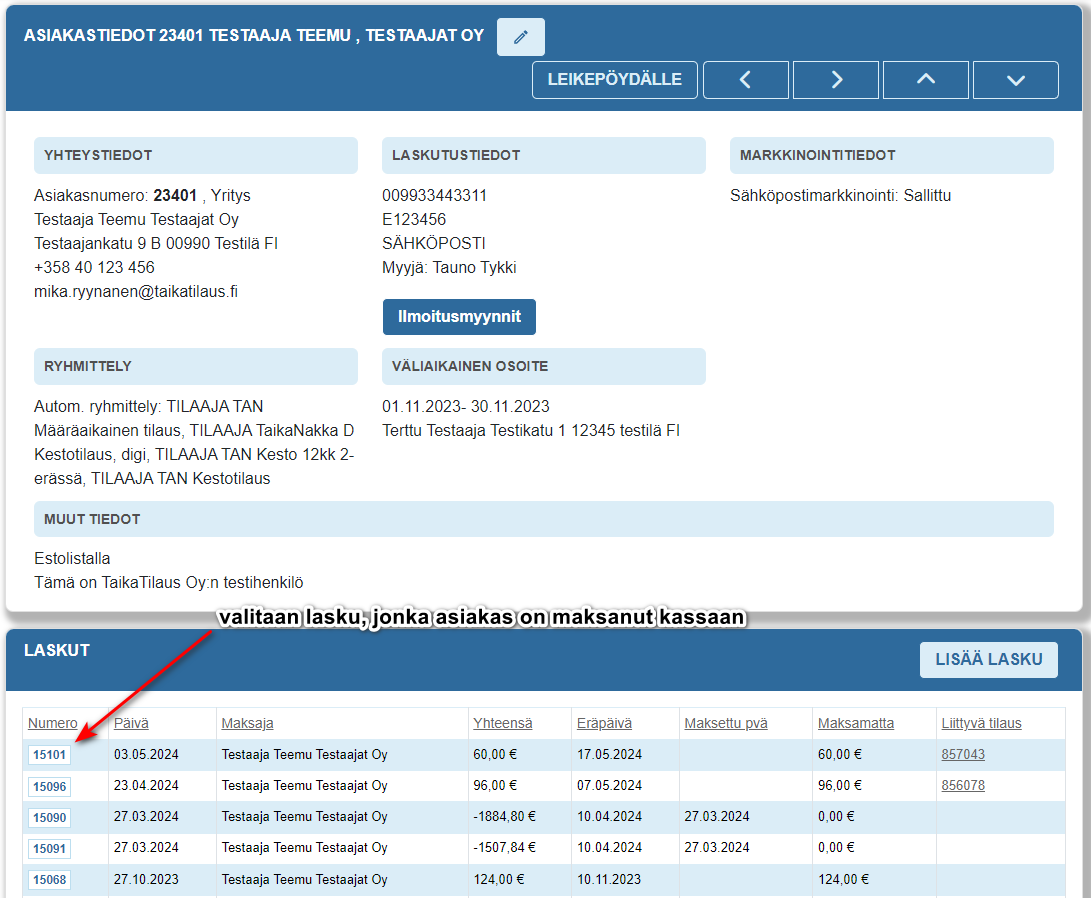 ASIAKASTIEDOT 23401 TESTAAJA TEEMU , TESTAAJAT OY
LEIKEPÖYDÄLLE
YHTEYSTIEDOT
Asiakasnumero: 23401 , Yritys
Testaaja Teemu Testaajat Oy
Testaajankatu 9 B 00990 Testilä FI
+358 40 123 456
mika.ryynanen@taikatilaus.fi
LASKUTUSTIEDOT
009933443311
E123456
SÄHKÖPOSTI
Myyjä: Tauno Tykki
Ilmoitusmyynnit
MARKKINOINTITIEDOT
Sähköpostimarkkinointi: Sallittu
RYHMITTELY
Autom. ryhmittely: TILAAJA TAN
Määräaikainen tilaus, TILAAJA TaikaNakka D
Kestotilaus, digi, TILAAJA TAN Kesto 12kk 2-
erässä, TILAAJA TAN Kestotilaus
VÄLIAIKAINEN OSOITE
01.11.2023- 30.11.2023
Terttu Testaaja Testikatu 1 12345 testilä FI
MUUT TIEDOT
Estolistalla
Tämä on TaikaTilaus Oy:n testihenkilö
valitaan lasku, jonka asiakas on maksanut kassaan
LASKUT
LISÄÄ LASKU
Numero Päivä Maksaja Yhteensä Eräpäivä Maksettu pvä Maksamatta Liittyvä tilaus
15101 03.05.2024 Testaaja Teemu Testaajat Oy 60,00 € 17.05.2024 60,00 € 857043
15096 23.04.2024 Testaaja Teemu Testaajat Oy 96,00 € 07.05.2024 96,00 € 856078
15090 27.03.2024 Testaaja Teemu Testaajat Oy -1884,80 € 10.04.2024 27.03.2024 0,00 €
15091 27.03.2024 Testaaja Teemu Testaajat Oy -1507,84 € 10.04.2024 27.03.2024 0,00 €
15068 27.10.2023 Testaaja Teemu Testaajat Oy 124,00 € 10.11.2023 124,00 €